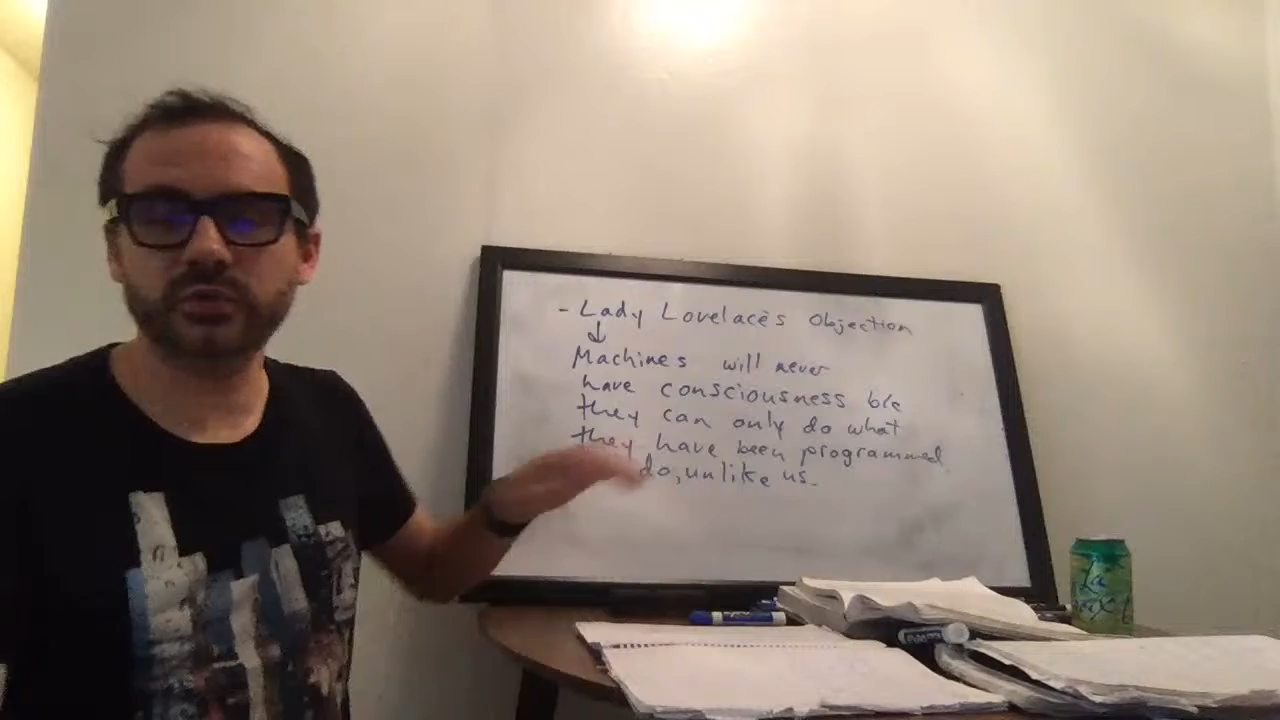 - Lady Lovelace's Objection
↓
Machines will never
have consciousness b/c
they can only do what
they have been programmed
do, unlike us.
La